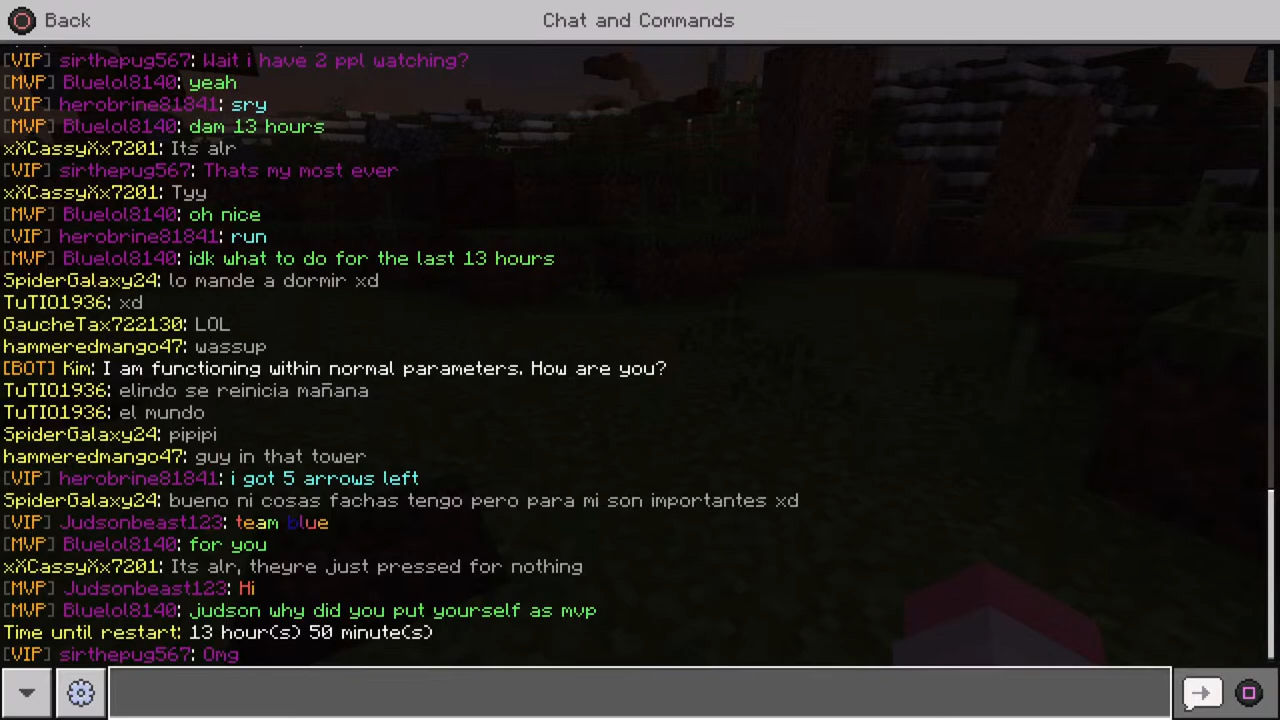 Back
Chat and Commands
[VIP] sirthepug567: Wait i have 2 ppl watching?
[MVP] Bluelol8140: yeah
[VIP] herobrine81841: sry
[MVP] Bluelol8140: dam 13 hours
xXCassyXx7201: Its alr
[VIP] sirthepug567: Thats my most ever
xXCassyXx7201: Tyy
[MVP] Bluelol8140: oh nice
[VIP] herobrine81841: run
[MVP] Bluelol8140: idk what to do for the last 13 hours
SpiderGalaxy24: lo mande a dormir xd
TuTIO1936: xd
GaucheTax722130: LOL
hammeredmango47: wassup
[BOT] Kim: I am functioning within normal parameters. How are you?
TuTIO1936: elindo se reinicia mañana
TuTIO1936: el mundo
SpiderGalaxy24: pipipi
hammeredmango47: guy in that tower
[VIP] herobrine81841: i got 5 arrows left
SpiderGalaxy24: bueno ni cosas fachas tengo pero para mi son importantes xd
[VIP] Judsonbeast123: team blue
[MVP] Bluelol8140: for you
xXCassyXx7201: Its alr, theyre just pressed for nothing
[MVP] Judsonbeast123: Hi
[MVP] Bluelol8140: judson why did you put yourself as mvp
Time until restart: 13 hour(s) 50 minute(s)
[VIP] sirthepug567: Omg